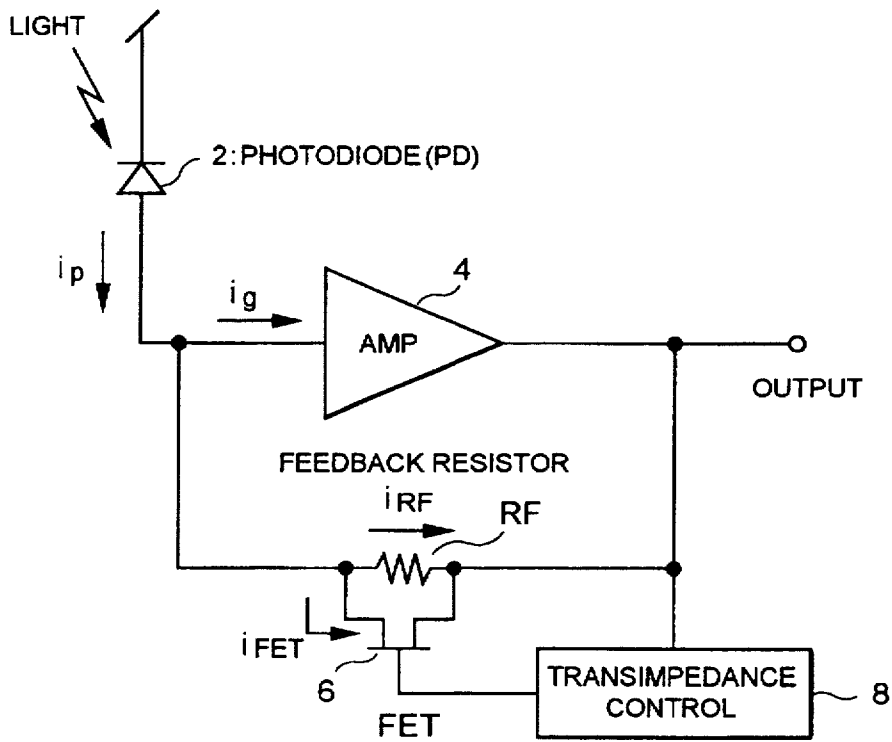 LIGHT
2:PHOTODIODE(PD)
ip
ig
4
AMP
OUTPUT
FEEDBACK RESISTOR
iRF
RF
iFET
6
FET
TRANSIMPEDANCE
CONTROL
8